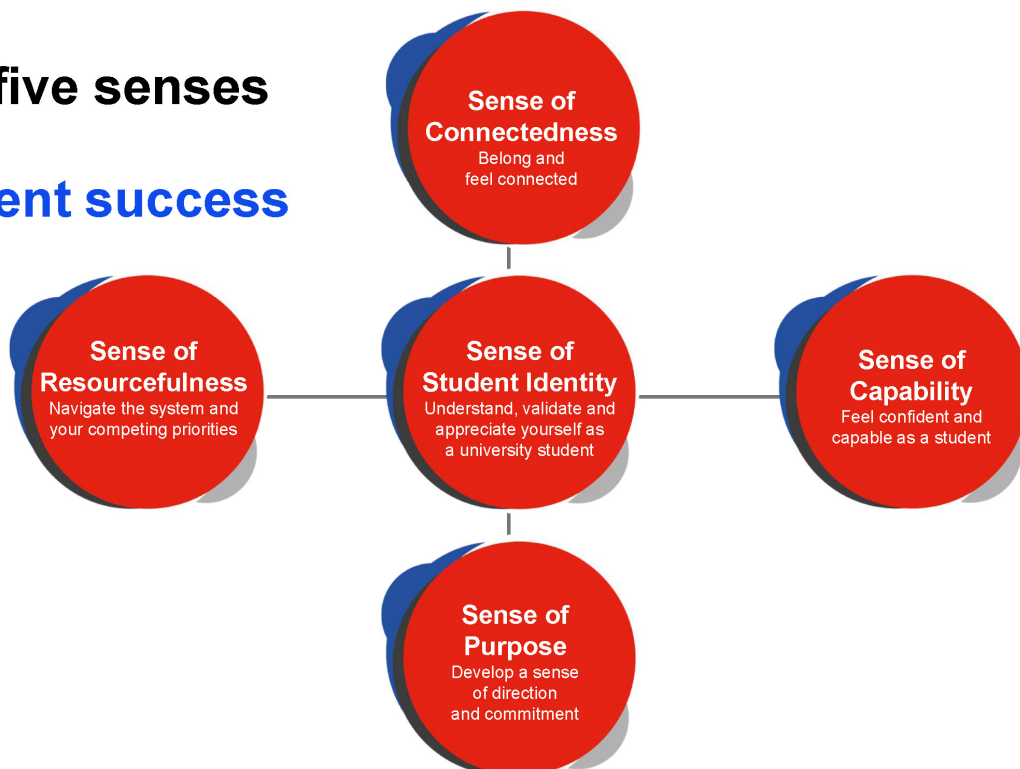 five senses
ent success
Sense of
Connectedness
Belong and
feel connected
Sense of
Resourcefulness
Navigate the system and
your competing priorities
Sense of
Student Identity
Understand, validate and
appreciate yourself as
a university student
Sense of
Capability
Feel confident and
capable as a student
Sense of
Purpose
Develop a sense
of direction
and commitment